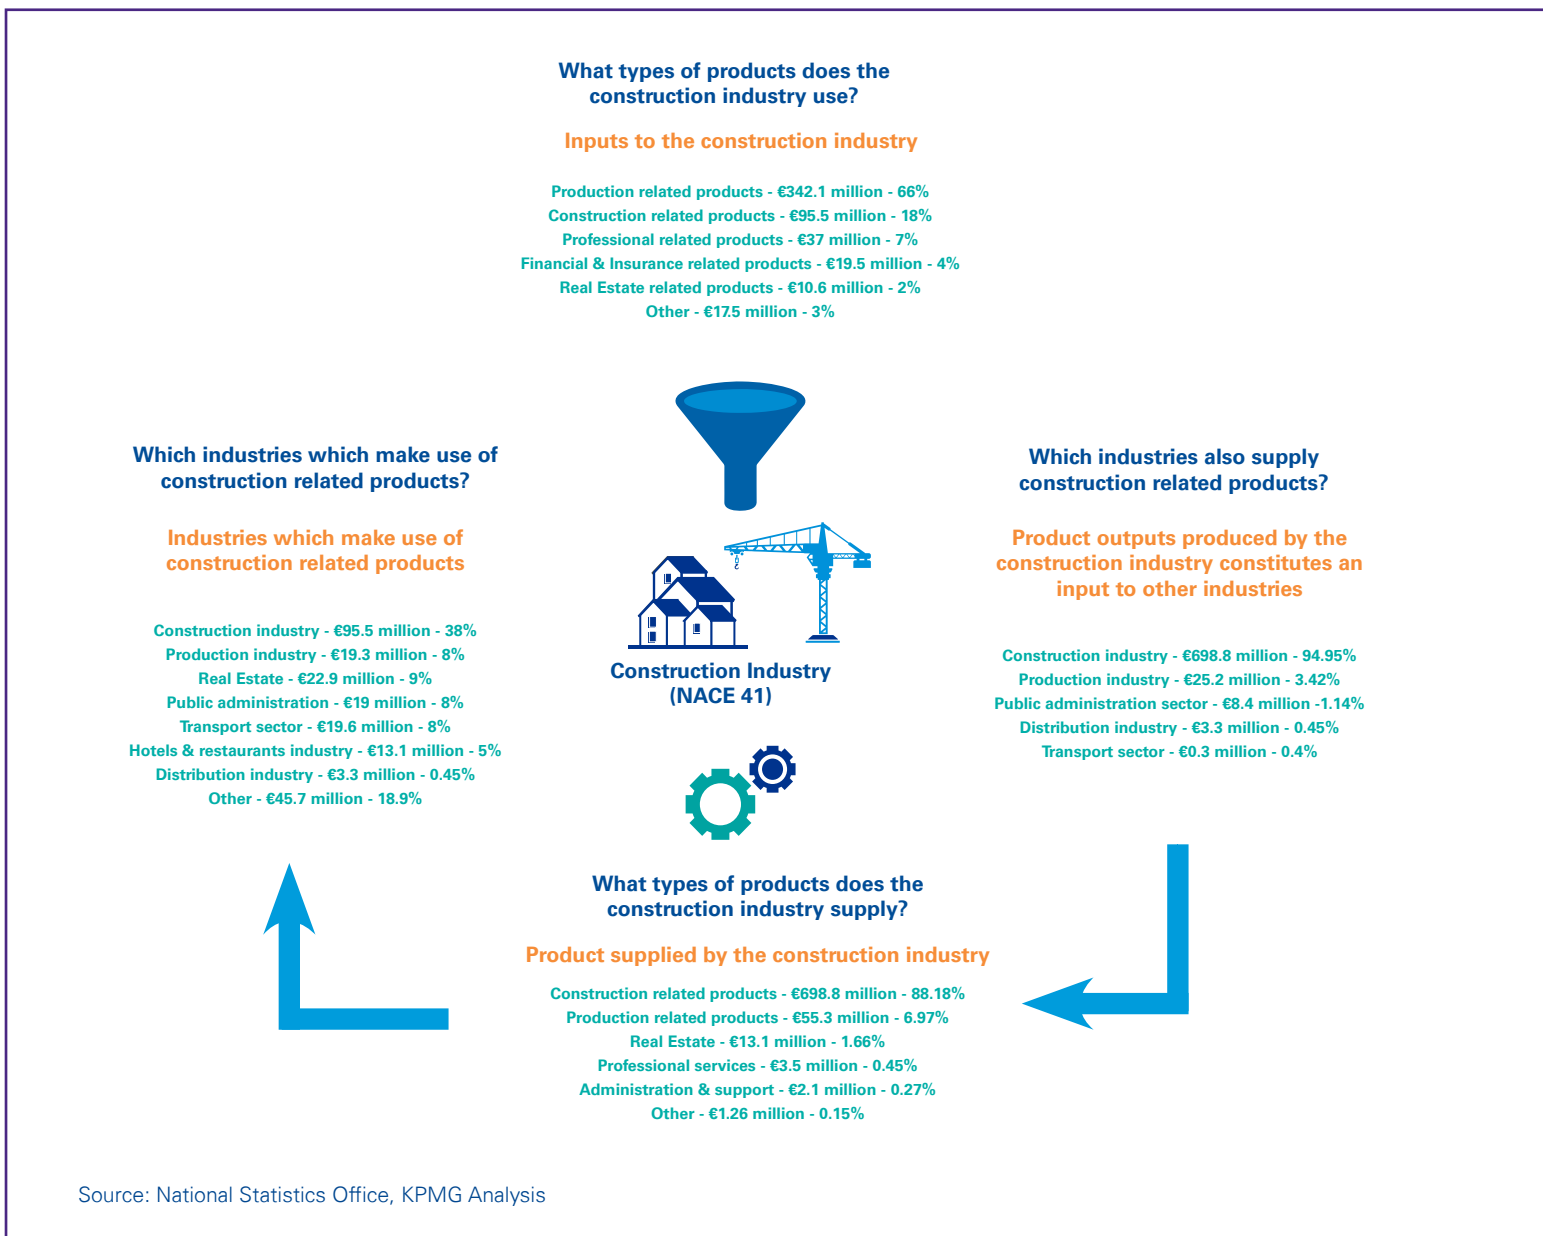 What types of products does the
construction industry use?
Inputs to the construction industry
Production related products - €342.1 million - 66%
Construction related products - €95.5 million - 18%
Professional related products - €37 million - 7%
Financial & Insurance related products - €19.5 million - 4%
Real Estate related products - €10.6 million - 2%
Other - €17.5 million - 3%
Which industries which make use of
construction related products?
Industries which make use of
construction related products
Construction industry - €95.5 million - 38%
Production industry - €19.3 million - 8%
Real Estate - €22.9 million - 9%
Public administration - €19 million - 8%
Transport sector - €19.6 million - 8%
Hotels & restaurants industry - €13.1 million - 5%
Distribution industry - €3.3 million - 0.45%
Other - €45.7 million - 18.9%
Construction Industry
(NACE 41)
Which industries also supply
construction related products?
Product outputs produced by the
construction industry constitutes an
input to other industries
Construction industry - €698.8 million - 94.95%
Production industry - €25.2 million - 3.42%
Public administration sector - €8.4 million -1.14%
Distribution industry - €3.3 million - 0.45%
Transport sector - €0.3 million - 0.4%
What types of products does the
construction industry supply?
Product supplied by the construction industry
Construction related products - €698.8 million - 88.18%
Production related products - €55.3 million - 6.97%
Real Estate - €13.1 million - 1.66%
Professional services - €3.5 million - 0.45%
Administration & support - €2.1 million - 0.27%
Other - €1.26 million - 0.15%
Source: National Statistics Office, KPMG Analysis